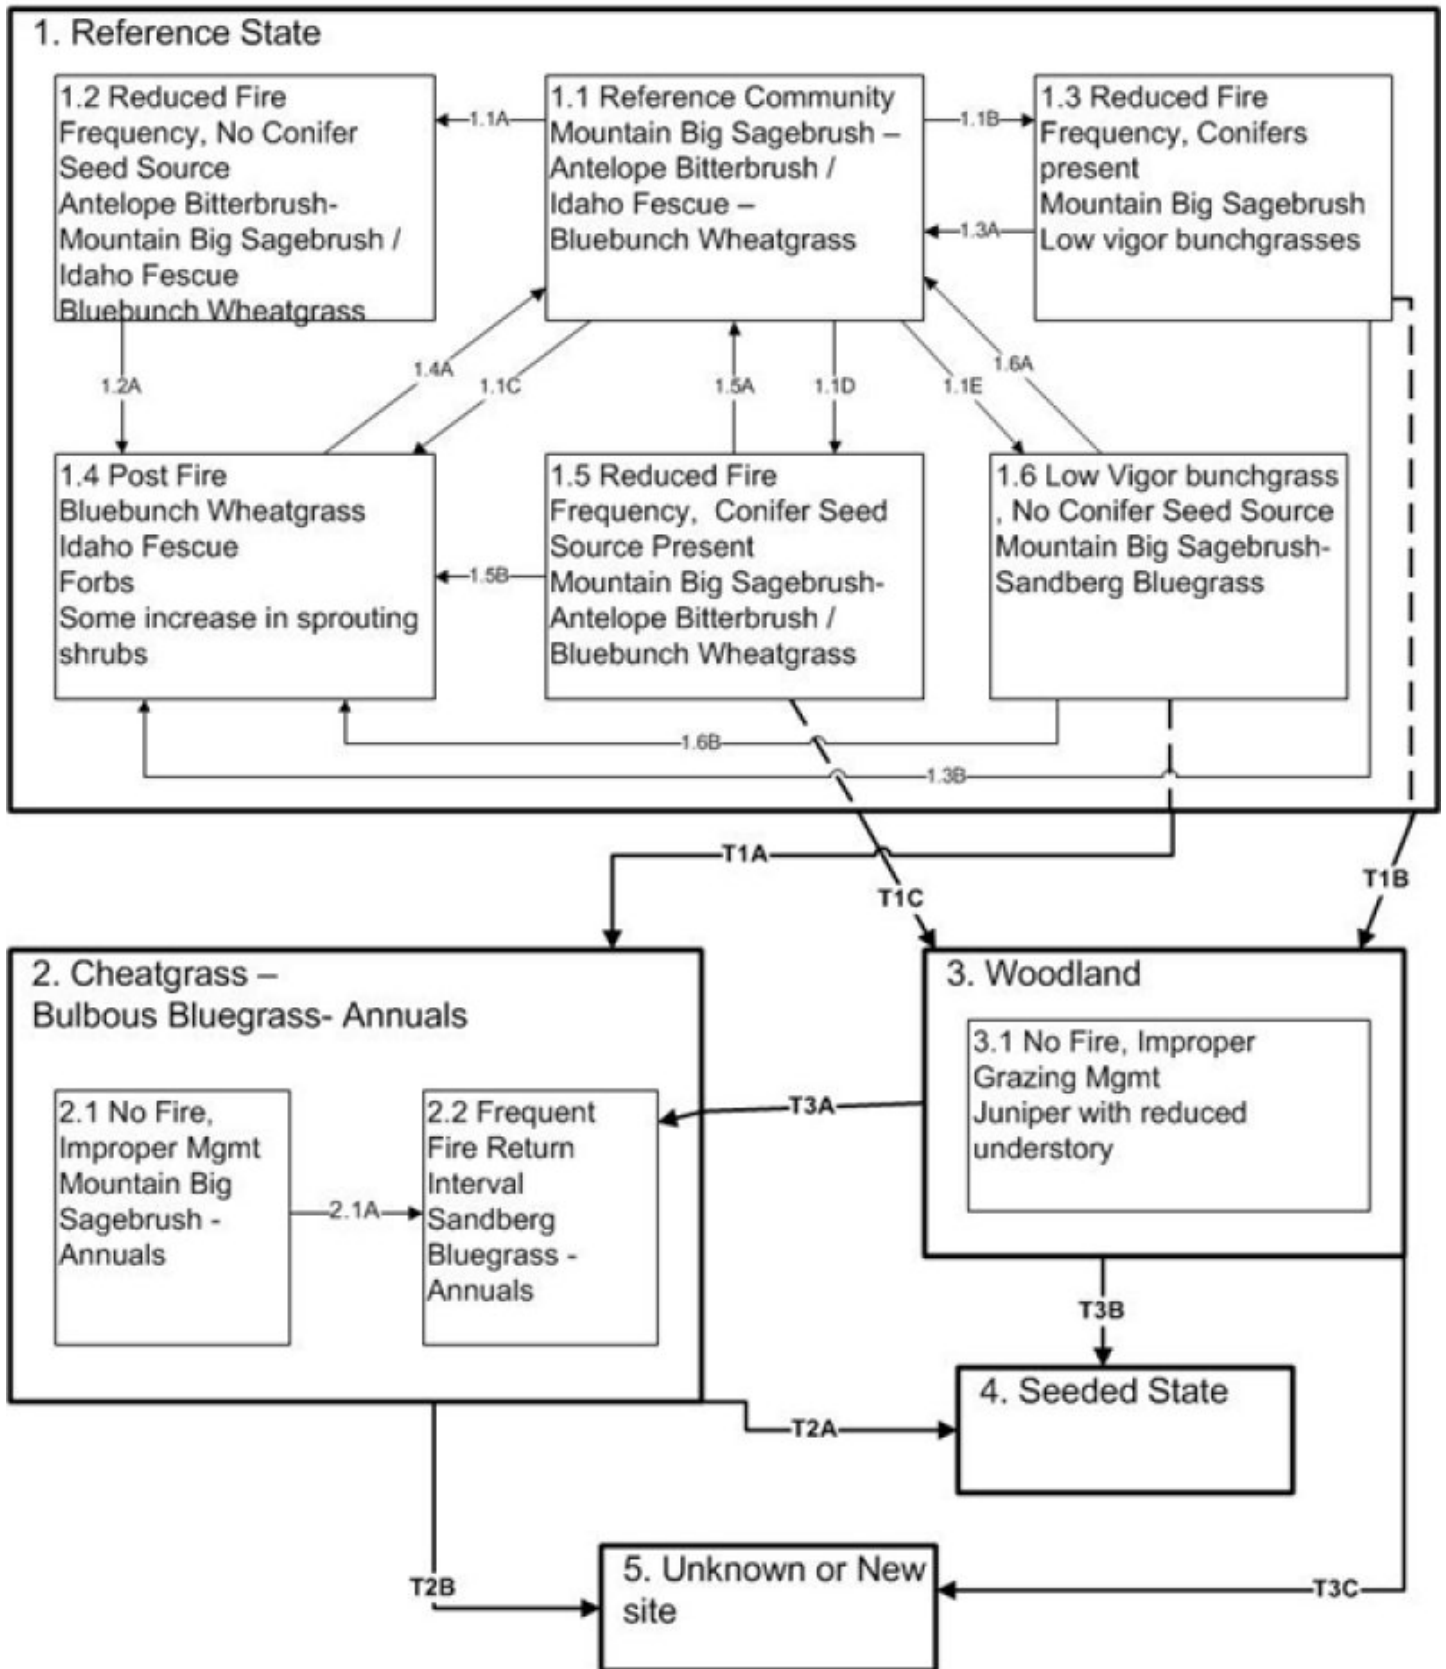 1. Reference State
1.2 Reduced Fire
Frequency, No Conifer
Seed Source
Antelope Bitterbrush-
Mountain Big Sagebrush /
Idaho Fescue
Bluebunch Wheatgrass
1.1A
1.1 Reference Community
Mountain Big Sagebrush –
Antelope Bitterbrush /
Idaho Fescue –
Bluebunch Wheatgrass
1.1B
1.3A
1.3 Reduced Fire
Frequency, Conifers
present
Mountain Big Sagebrush
Low vigor bunchgrasses
1.2A
1.4A
1.1C
1.5A
1.1D
1.1E
1.6A
1.4 Post Fire
Bluebunch Wheatgrass
Idaho Fescue
Forbs
Some increase in sprouting
shrubs
1.5B
1.5 Reduced Fire
Frequency, Conifer Seed
Source Present
Mountain Big Sagebrush-
Antelope Bitterbrush /
Bluebunch Wheatgrass
1.6 Low Vigor bunchgrass
, No Conifer Seed Source
Mountain Big Sagebrush-
Sandberg Bluegrass
1.6B
1.3B
T1A
T1C
T1B
2. Cheatgrass –
Bulbous Bluegrass- Annuals
2.1 No Fire,
Improper Mgmt
Mountain Big
Sagebrush -
Annuals
2.1A
2.2 Frequent
Fire Return
Interval
Sandberg
Bluegrass -
Annuals
T3A
3. Woodland
3.1 No Fire, Improper
Grazing Mgmt
Juniper with reduced
understory
T3B
4. Seeded State
T2A
T2B
5. Unknown or New
site
T3C